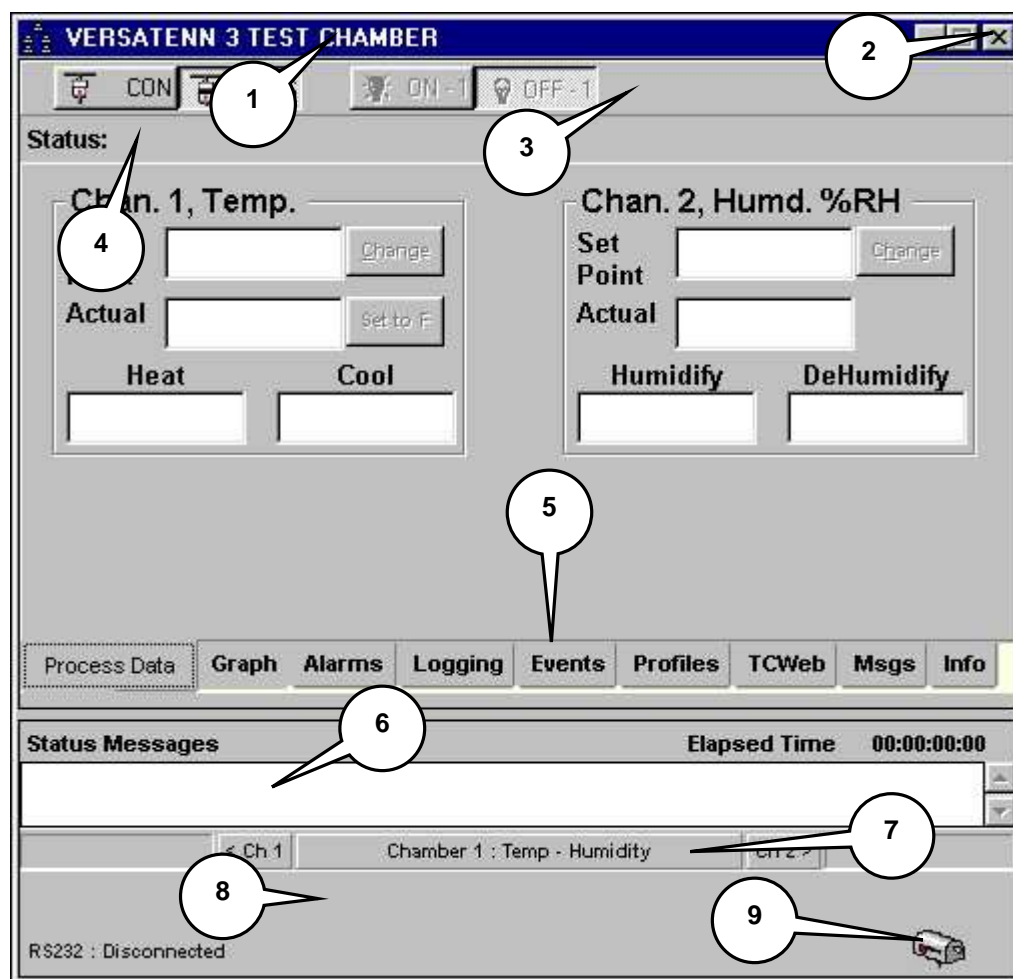 VERSATENN 3 TEST CHAMBER
2
CON
1
ON - 1
OFF - 1
3
Status:
Chan. 1, Temp.
4
Change
Actual
Set to F
Heat
Cool
Chan. 2, Humd. %RH
Set
Point
Change
Actual
Humidify
DeHumidify
5
Process Data
Graph
Alarms
Logging
Events
Profiles
TCWeb
Msgs
Info
6
Status Messages
Elapsed Time
00:00:00:00
7
< Ch 1
Chamber 1 : Temp - Humidity
Ch 2 >
8
9
RS232 : Disconnected